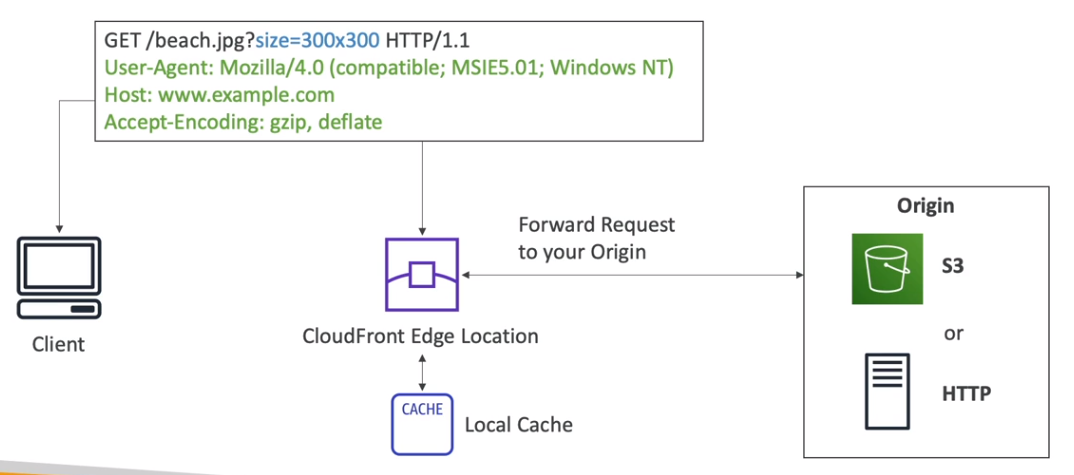 GET /beach.jpg?size=300x300 HTTP/1.1
User-Agent: Mozilla/4.0 (compatible; MSIE5.01; Windows NT)
Host: www.example.com
Accept-Encoding: gzip, deflate
Client
CloudFront Edge Location
Forward Request
to your Origin
CACHE
Local Cache
Origin
S3
or
HTTP